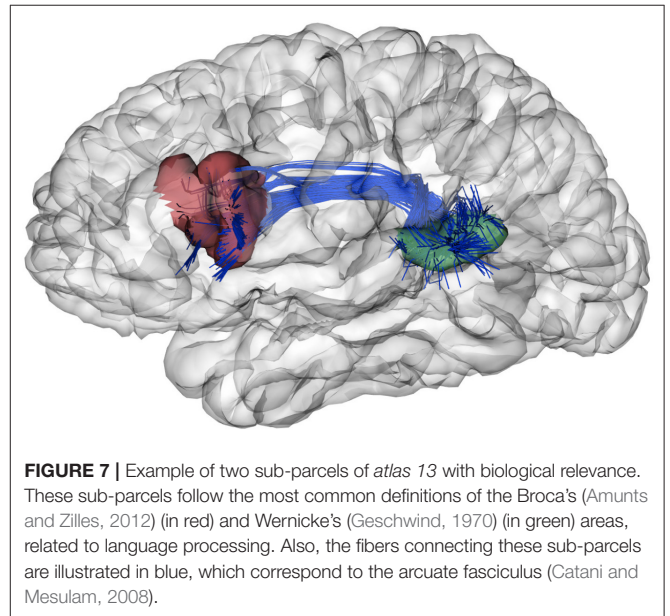 FIGURE 7 | Example of two sub-parcels of atlas 13 with biological relevance.
These sub-parcels follow the most common definitions of the Broca's (Amunts
and Zilles, 2012) (in red) and Wernicke's (Geschwind, 1970) (in green) areas,
related to language processing. Also, the fibers connecting these sub-parcels
are illustrated in blue, which correspond to the arcuate fasciculus (Catani and
Mesulam, 2008).